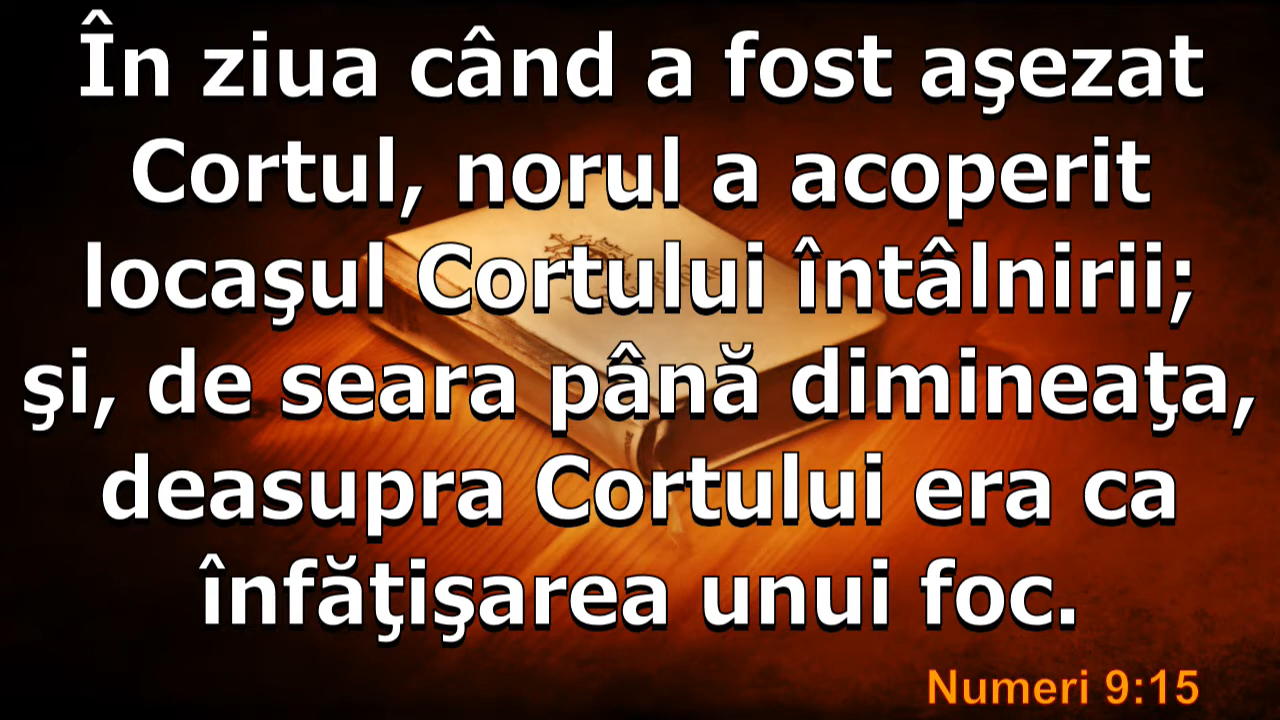 În ziua când a fost aşezat
Cortul, norul a acoperit
locaşul Cortului întâlnirii;
şi, de seara până dimineaţa,
deasupra Cortului era ca
înfăţişarea unui foc.
Numeri 9:15